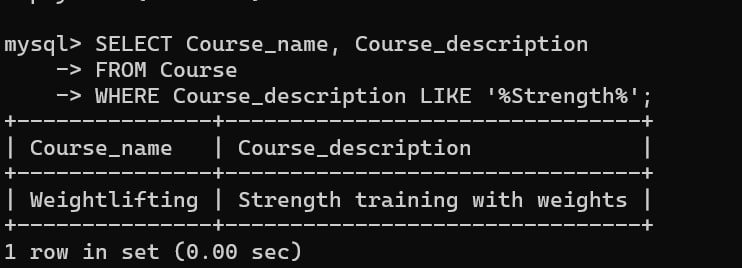 mysql> SELECT Course_name, Course_description
    -> FROM Course
    -> WHERE Course_description LIKE '%Strength%';
+---------------+--------------------------------+
| Course_name   | Course_description             |
+---------------+--------------------------------+
| Weightlifting | Strength training with weights |
+---------------+--------------------------------+
1 row in set (0.00 sec)